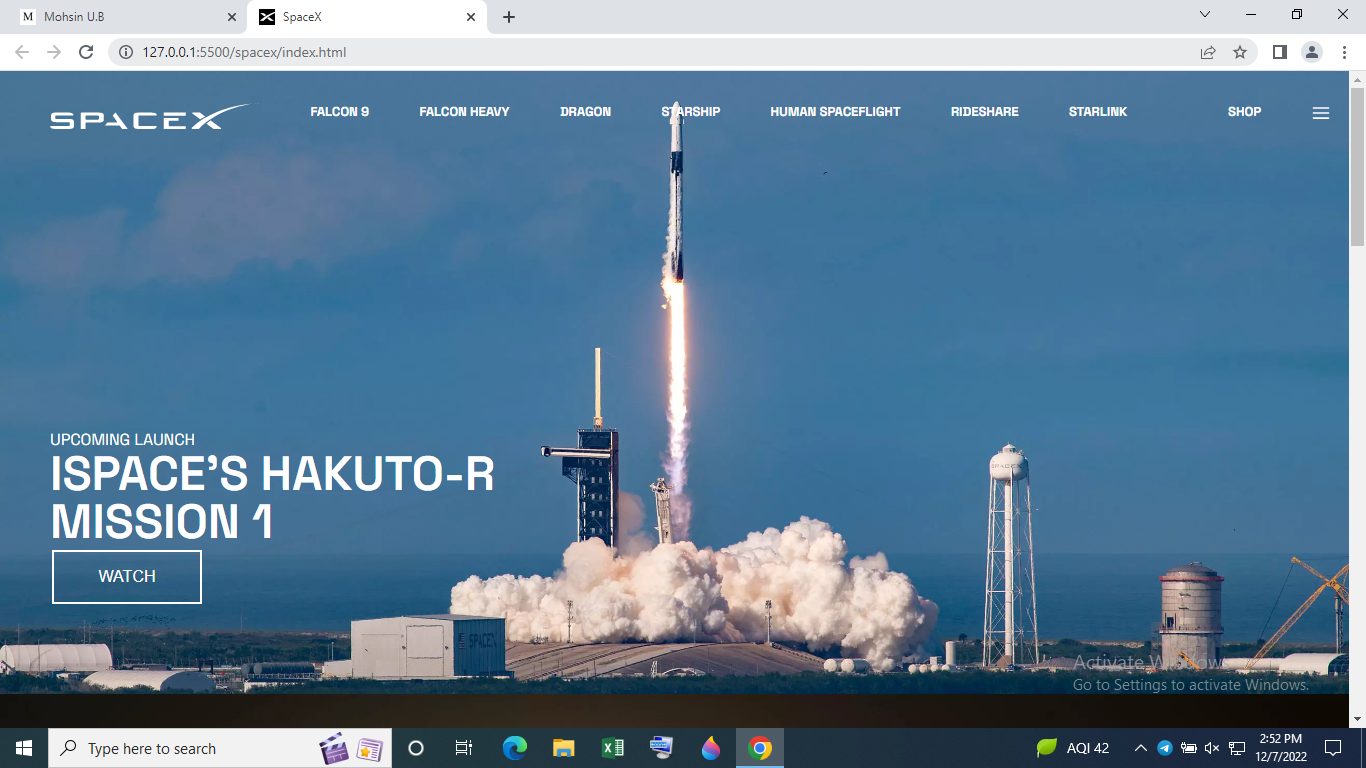 M Mohsin U.B
SpaceX
127.0.0.1:5500/spacex/index.html
SPACEX
FALCON 9
FALCON HEAVY
DRAGON
STARSHIP
HUMAN SPACEFLIGHT
RIDESHARE
STARLINK
SHOP
UPCOMING LAUNCH
ISPACE’S HAKUTO-R
MISSION 1
WATCH
SPACEX
SPACEX
Activate Windows
Go to Settings to activate Windows.
Type here to search
AQI 42
2:52 PM
12/7/2022